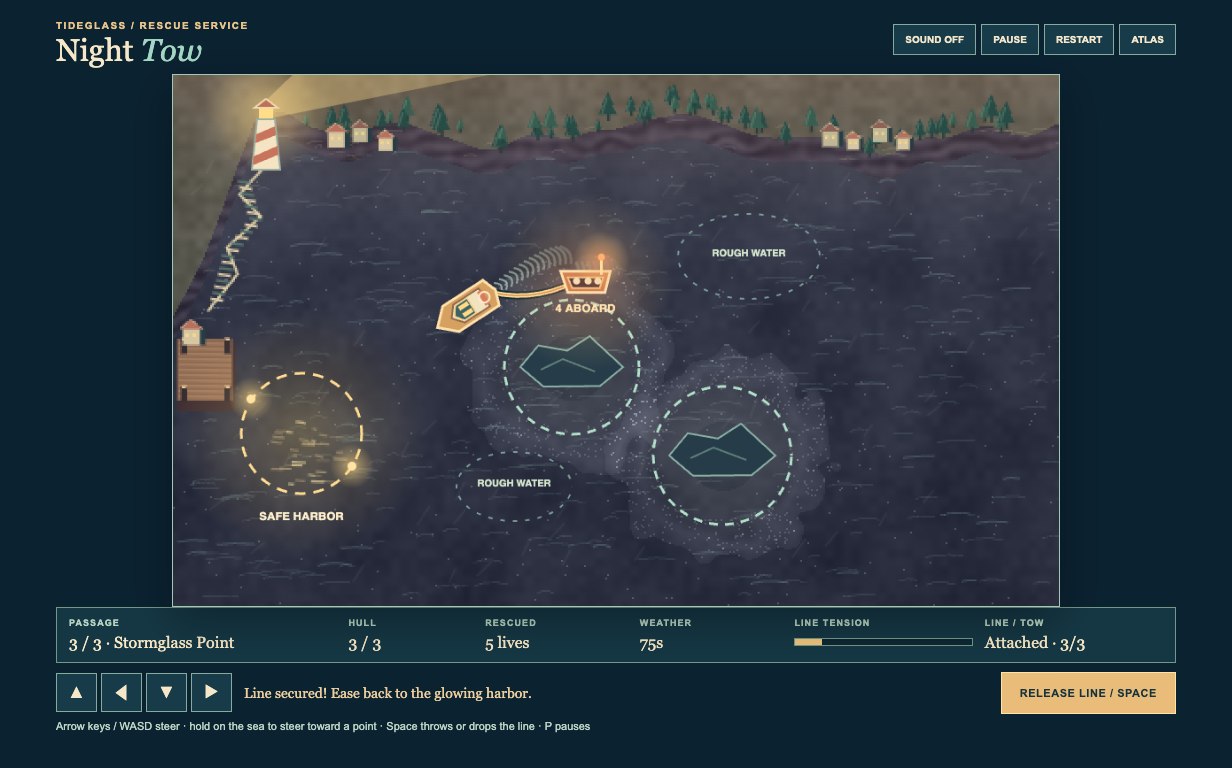 TIDEGLASS / RESCUE SERVICE
Night Tow
SOUND OFF
PAUSE
RESTART
ATLAS
ROUGH WATER
4 ABOARD
ROUGH WATER
SAFE HARBOR
PASSAGE
3 / 3 · Stormglass Point
HULL
3 / 3
RESCUED
5 lives
WEATHER
75s
LINE TENSION
LINE / TOW
Attached · 3/3
Line secured! Ease back to the glowing harbor.
RELEASE LINE / SPACE
Arrow keys / WASD steer · hold on the sea to steer toward a point · Space throws or drops the line · P pauses